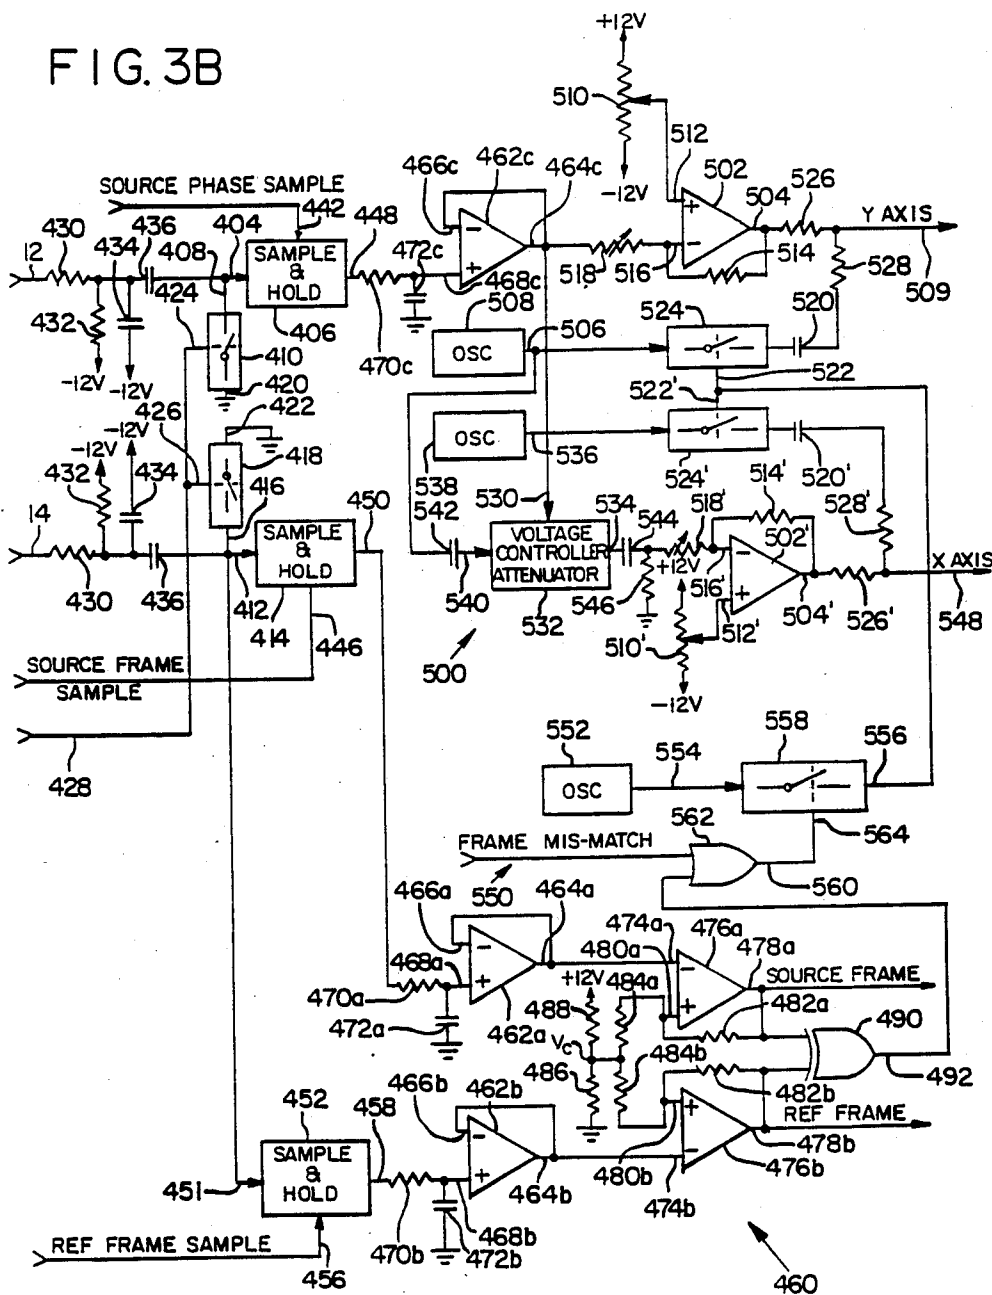 FIG. 3B
+12V
510
512
502
504
526
-12V
Y AXIS
509
466c
462c
464c
SOURCE PHASE SAMPLE
442
448
472c
468c
470c
518
516
514
528
12
430
434
436
408
404
424
SAMPLE & HOLD
406
432
-12V
-12V
410
420
508
OSC
506
524
520
522
522'
426
422
-12V
-12V
418
416
432
434
450
OSC
538
536
524'
520'
530
542
540
VOLTAGE CONTROLLER ATTENUATOR
532
534
544
518'
+12V
546
514'
502'
516'
512'
504'
528'
526'
X AXIS
548
510'
-12V
500
14
430
436
412
SAMPLE & HOLD
414
446
SOURCE FRAME
SAMPLE
428
552
OSC
554
558
556
564
562
FRAME MIS-MATCH
550
560
466a
464a
468a
470a
472a
462a
474a
480a
476a
478a
+12V
484a
488
Vc
486
484b
482a
SOURCE FRAME
490
492
482b
REF FRAME
478b
476b
480b
474b
466b
462b
464b
452
458
SAMPLE & HOLD
451
468b
470b
472b
REF FRAME SAMPLE
456
460